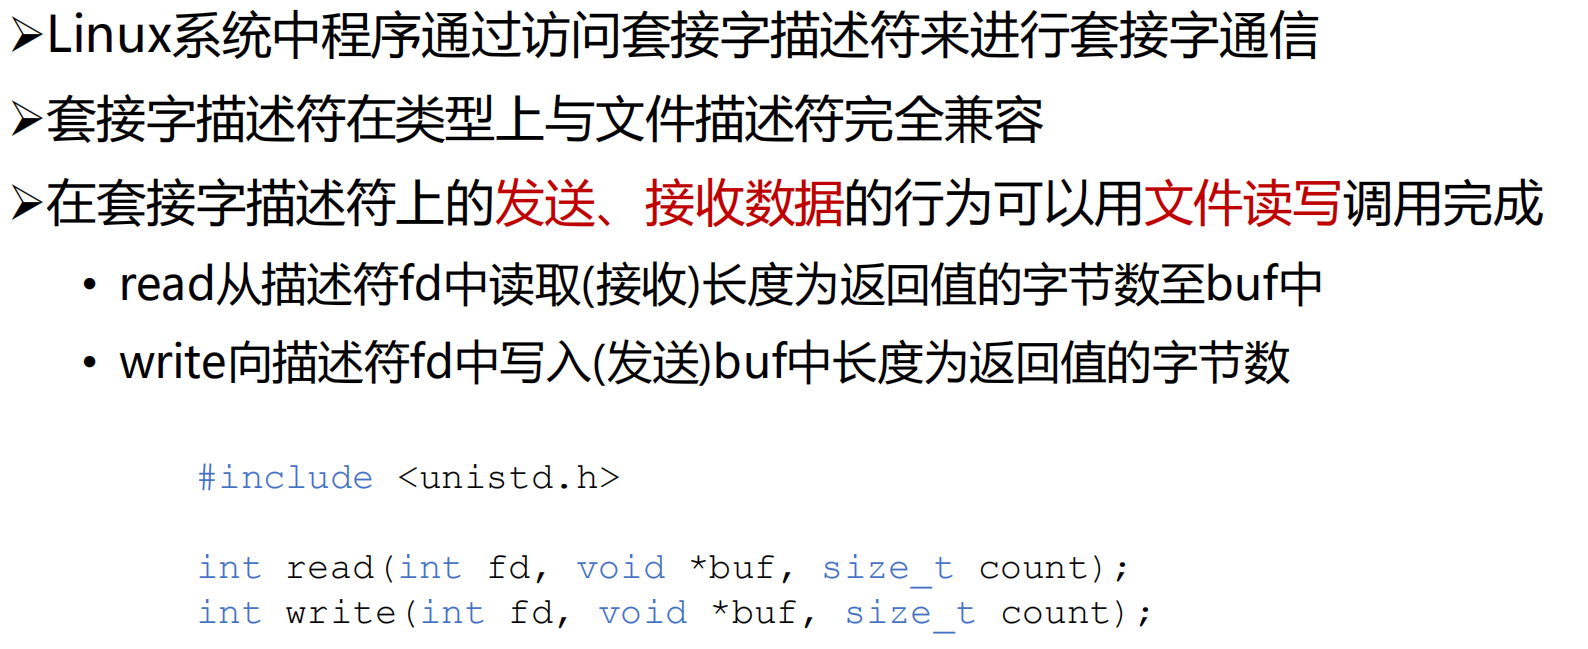 ➢Linux系统中程序通过访问套接字描述符来进行套接字通信
➢套接字描述符在类型上与文件描述符完全兼容
➢在套接字描述符上的发送、接收数据的行为可以用文件读写调用完成
• read从描述符fd中读取(接收)长度为返回值的字节数至buf中
• write向描述符fd中写入(发送)buf中长度为返回值的字节数
#include <unistd.h>
int read(int fd, void *buf, size_t count);
int write(int fd, void *buf, size_t count);